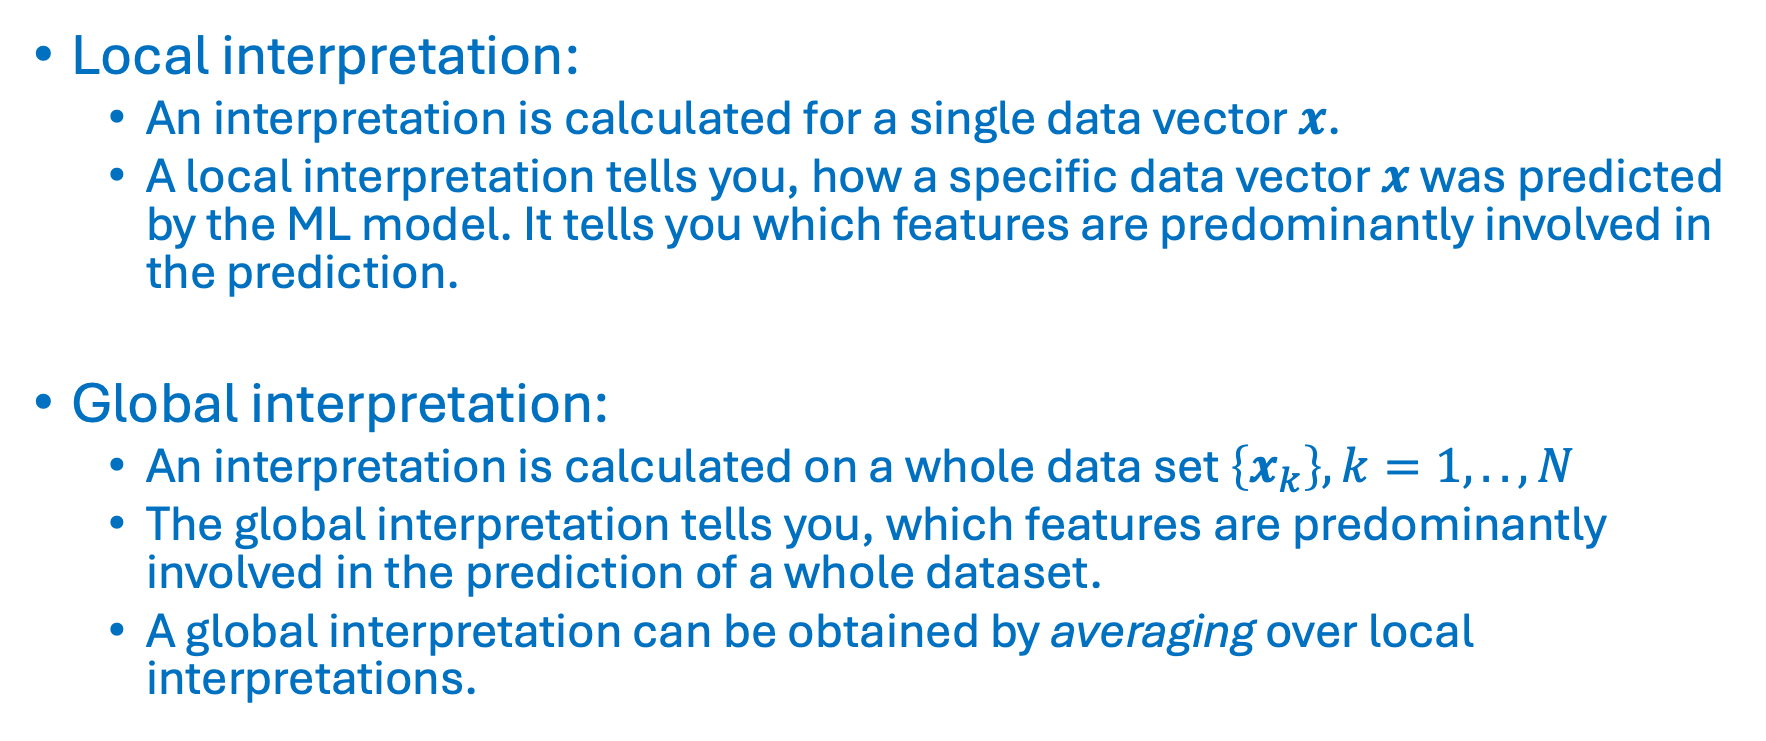 • Local interpretation:
• An interpretation is calculated for a single data vector 𝒙.
• A local interpretation tells you, how a specific data vector 𝒙 was predicted
by the ML model. It tells you which features are predominantly involved in
the prediction.
• Global interpretation:
• An interpretation is calculated on a whole data set {𝒙ₖ}, k = 1,..,N
• The global interpretation tells you, which features are predominantly
involved in the prediction of a whole dataset.
• A global interpretation can be obtained by averaging over local
interpretations.